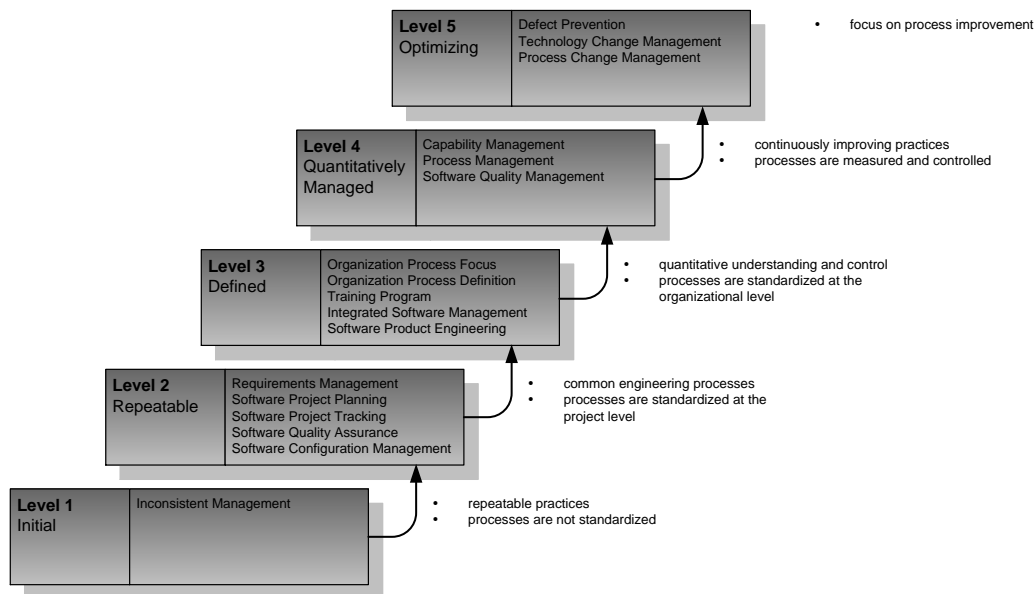 Level 5
Optimizing
Defect Prevention
Technology Change Management
Process Change Management
• focus on process improvement
Level 4
Quantitatively
Managed
Capability Management
Process Management
Software Quality Management
• continuously improving practices
• processes are measured and controlled
Level 3
Defined
Organization Process Focus
Organization Process Definition
Training Program
Integrated Software Management
Software Product Engineering
• quantitative understanding and control
• processes are standardized at the
organizational level
Level 2
Repeatable
Requirements Management
Software Project Planning
Software Project Tracking
Software Quality Assurance
Software Configuration Management
• common engineering processes
• processes are standardized at the
project level
Level 1
Initial
Inconsistent Management
• repeatable practices
• processes are not standardized